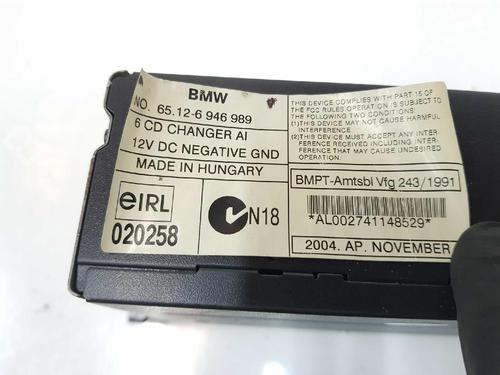 BMW
NO. 65.12-6 946 989
6 CD CHANGER AI
12V DC NEGATIVE GND
MADE IN HUNGARY
eIRL
020258
N18
THIS DEVICE COMPLIES WITH PART 15 OF
THE FCC RULES OPERATION IS SUBJECT TO
THE FOLLOWING TWO CONDITIONS:
(1)THIS DEVICE MAY NOT CAUSE HARMFUL
INTERFERENCE.
(2)THIS DEVICE MUST ACCEPT ANY INTER-
FERENCE RECEIVED INCLUDING INTER-
FERENCE THAT MAY CAUSE UNDESIRED
OPERATION.
BMPT-Amtsbl Vfg 243/1991
*AL002741148529*
2004. AP. NOVEMBER